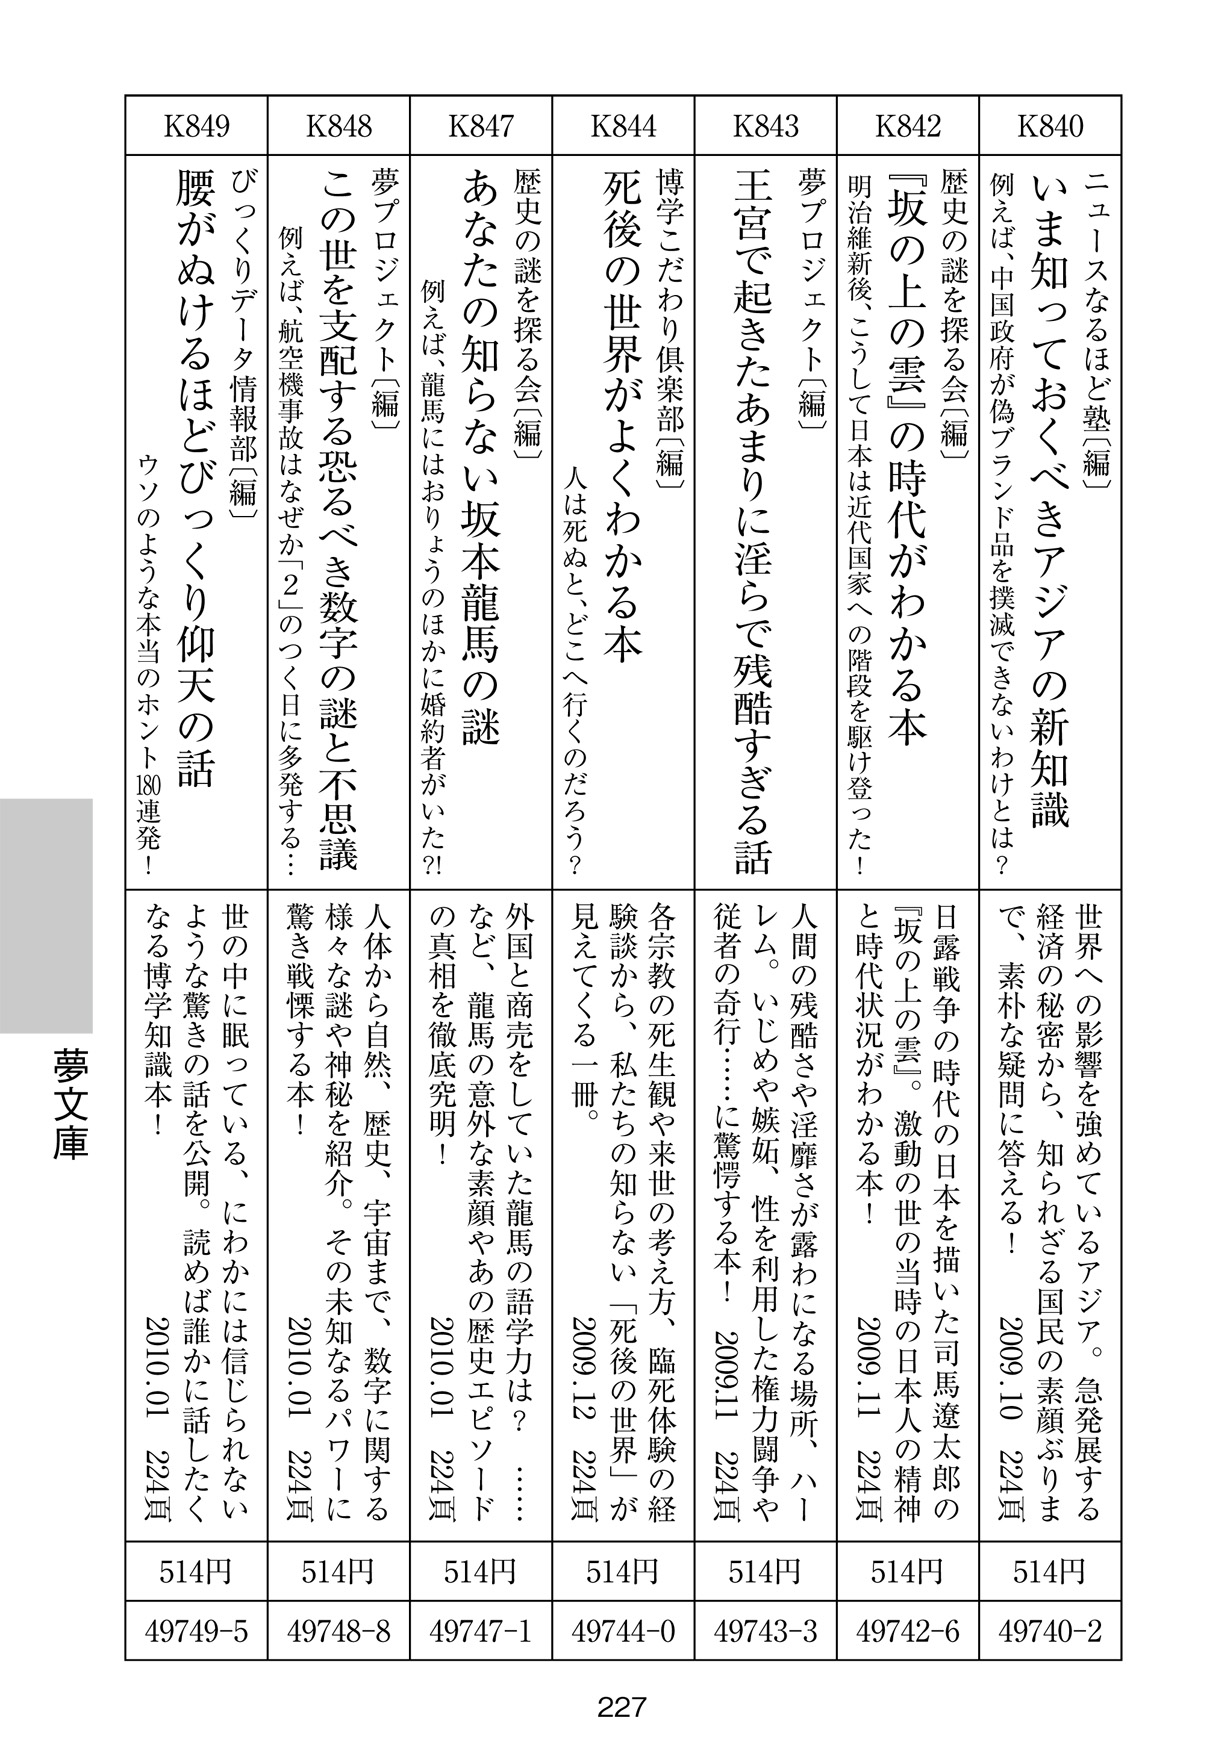 K840
ニュースなるほど塾〔編〕
いま知っておくべきアジアの新知識
例えば、中国政府が偽ブランド品を撲滅できないわけとは？
世界への影響を強めているアジア。急発展する
経済の秘密から、知られざる国民の素顔ぶりま
で、素朴な疑問に答える！
2009.10 224頁
514円
49740-2
K842
歴史の謎を探る会〔編〕
『坂の上の雲』の時代がわかる本
明治維新後、こうして日本は近代国家への階段を駆け登った！
日露戦争の時代の日本を描いた司馬遼太郎の
『坂の上の雲』。激動の世の当時の日本人の精神
と時代状況がわかる本！
2009.11 224頁
514円
49742-6
K843
夢プロジェクト〔編〕
王宮で起きたあまりに淫らで残酷すぎる話
人間の残酷さや淫靡さが露わになる場所、ハー
レム。いじめや嫉妬、性を利用した権力闘争や
従者の奇行……に驚愕する本！
2009.11 224頁
514円
49743-3
K844
博学こだわり倶楽部〔編〕
死後の世界がよくわかる本
人は死ぬと、どこへ行くのだろう？
各宗教の死生観や来世の考え方、臨死体験の経
験談から、私たちの知らない「死後の世界」が
見えてくる一冊。
2009.12 224頁
514円
49744-0
K847
歴史の謎を探る会〔編〕
あなたの知らない坂本龍馬の謎
例えば、龍馬にはおりょうのほかに婚約者がいた?!
外国と商売をしていた龍馬の語学力は？……
など、龍馬の意外な素顔やあの歴史エピソード
の真相を徹底究明！
2010.01 224頁
514円
49747-1
K848
夢プロジェクト〔編〕
この世を支配する恐るべき数字の謎と不思議
例えば、航空機事故はなぜか「2」のつく日に多発する…
人体から自然、歴史、宇宙まで、数字に関する
様々な謎や神秘を紹介。その未知なるパワーに
驚き戦慄する本！
2010.01 224頁
514円
49748-8
K849
びっくりデータ情報部〔編〕
腰がぬけるほどびっくり仰天の話
ウソのような本当のホント180連発！
世の中に眠っている、にわかには信じられない
ような驚きの話を公開。読めば誰かに話したく
なる博学知識本！
2010.01 224頁
514円
49749-5
夢文庫
227